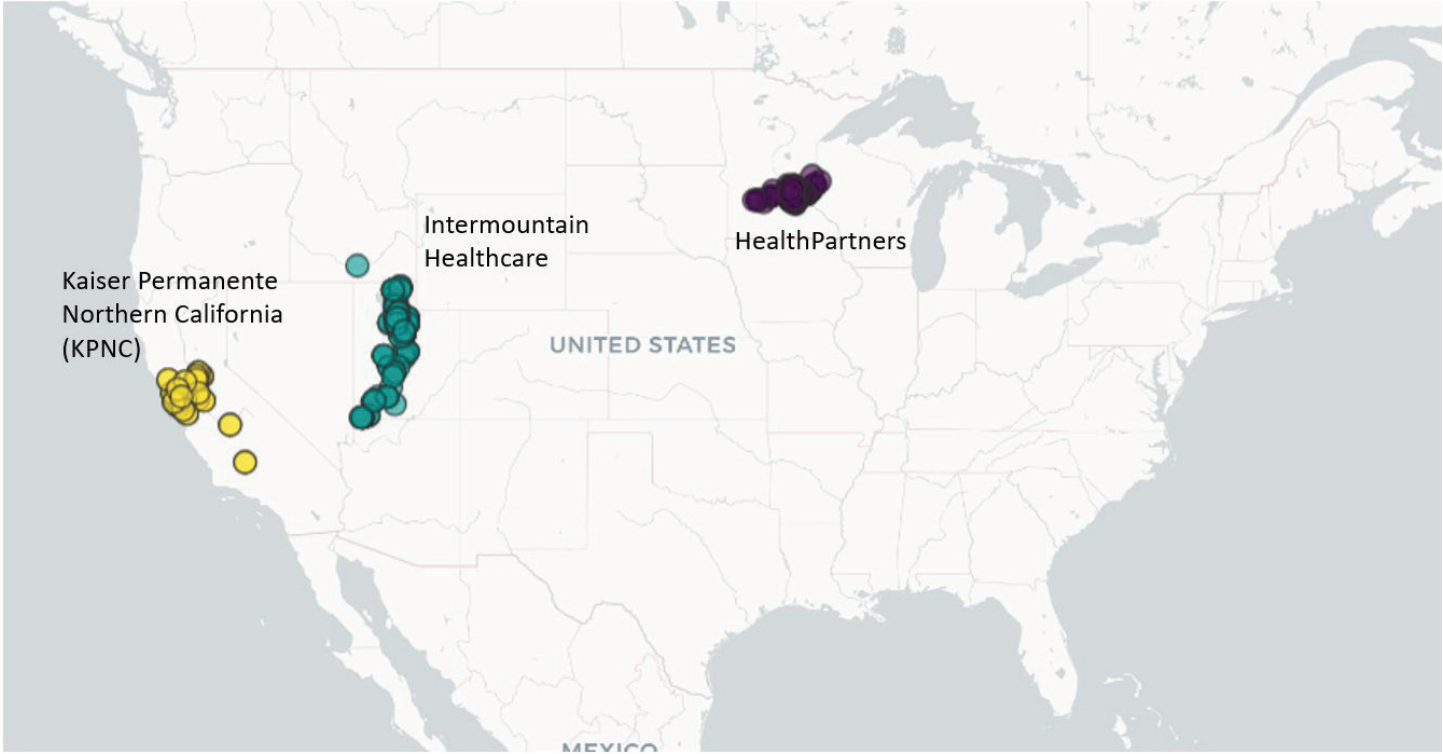 Intermountain
Healthcare
HealthPartners
Kaiser Permanente
Northern California
(KPNC)
UNITED STATES
MEXICO